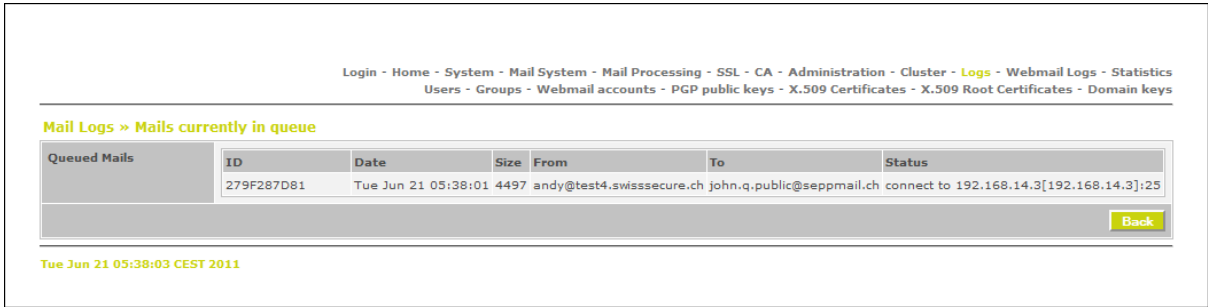 Login - Home - System - Mail System - Mail Processing - SSL - CA - Administration - Cluster - Logs - Webmail Logs - Statistics
Users - Groups - Webmail accounts - PGP public keys - X.509 Certificates - X.509 Root Certificates - Domain keys
Mail Logs » Mails currently in queue
Queued Mails
ID Date Size From To Status
279F287D81 Tue Jun 21 05:38:01 4497 andy@test4.swisssecure.ch john.q.public@seppmail.ch connect to 192.168.14.3[192.168.14.3]:25
Back
Tue Jun 21 05:38:03 CEST 2011